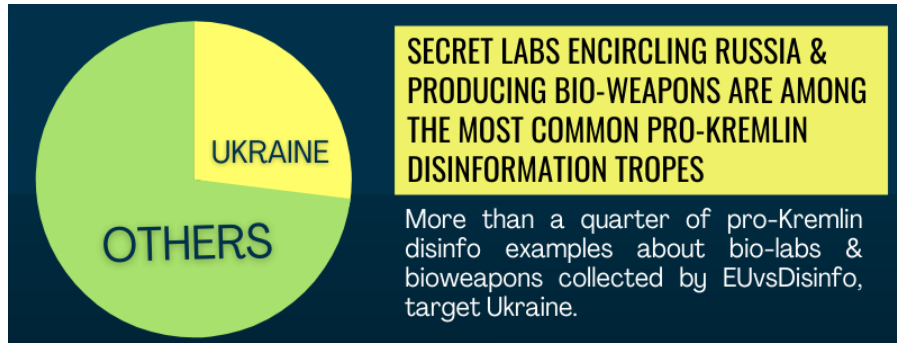 UKRAINE
OTHERS
SECRET LABS ENCIRCLING RUSSIA &
PRODUCING BIO-WEAPONS ARE AMONG
THE MOST COMMON PRO-KREMLIN
DISINFORMATION TROPES
More than a quarter of pro-Kremlin
disinfo examples about bio-labs &
bioweapons collected by EUvsDisinfo,
target Ukraine.